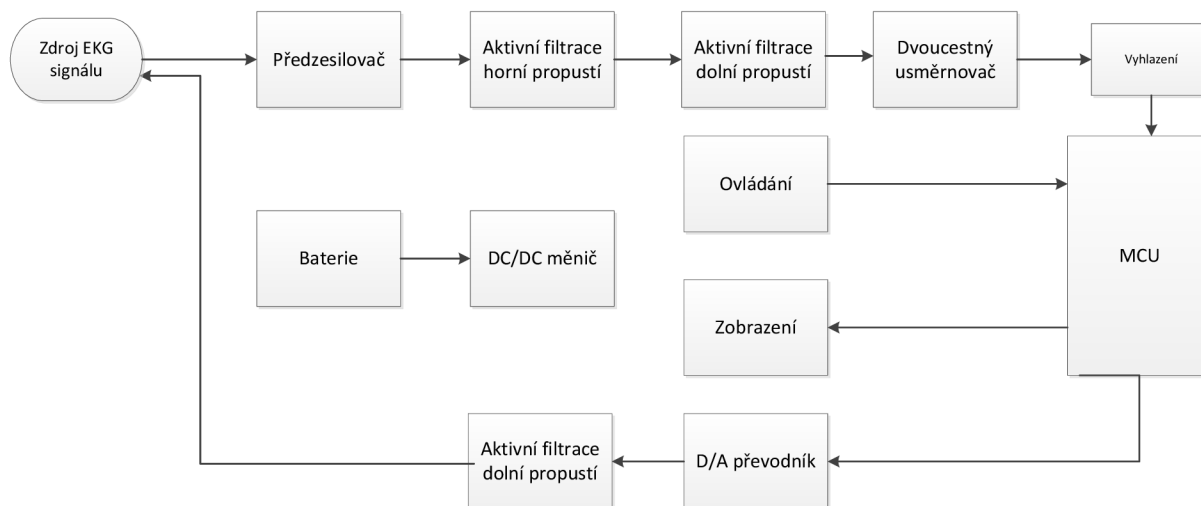 Zdroj EKG
signálu
Předzesilovač
Aktivní filtrace
horní propustí
Aktivní filtrace
dolní propustí
Dvoucestný
usměrnovač
Vyhlazení
Ovládání
MCU
Baterie
DC/DC měnič
Zobrazení
Aktivní filtrace
dolní propustí
D/A převodník